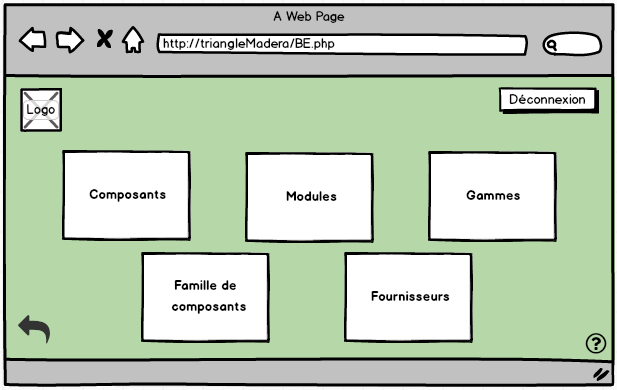 A Web Page
http://triangleMadera/BE.php
Logo
Déconnexion
Composants
Modules
Gammes
Famille de
composants
Fournisseurs
?